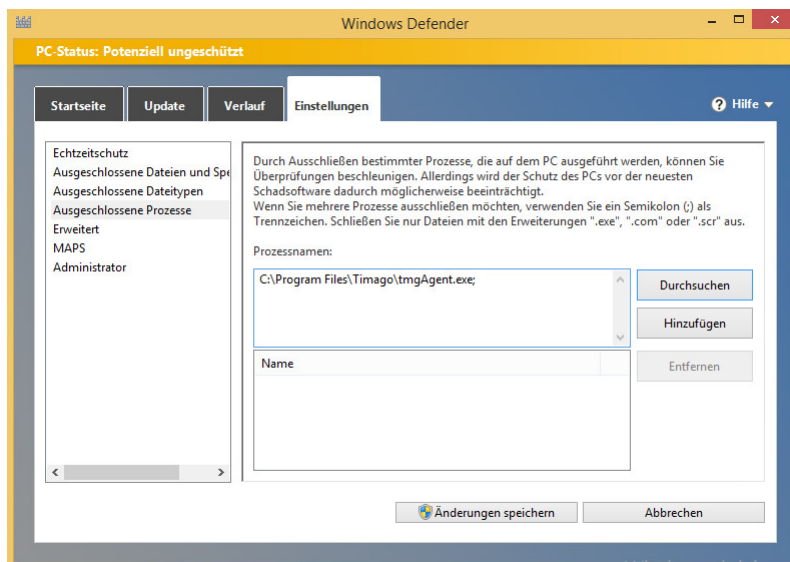 Windows Defender
PC-Status: Potenziell ungeschützt
Startseite
Update
Verlauf
Einstellungen
Hilfe
Echtzeitschutz
Ausgeschlossene Dateien und Spe
Ausgeschlossene Dateitypen
Ausgeschlossene Prozesse
Erweitert
MAPS
Administrator
Durch Ausschließen bestimmter Prozesse, die auf dem PC ausgeführt werden, können Sie
Überprüfungen beschleunigen. Allerdings wird der Schutz des PCs vor der neuesten
Schadsoftware dadurch möglicherweise beeinträchtigt.
Wenn Sie mehrere Prozesse ausschließen möchten, verwenden Sie ein Semikolon (;) als
Trennzeichen. Schließen Sie nur Dateien mit den Erweiterungen ".exe", ".com" oder ".scr" aus.
Prozessnamen:
C:\Program Files\Timago\tmgAgent.exe;
Durchsuchen
Hinzufügen
Name
Entfernen
Änderungen speichern
Abbrechen